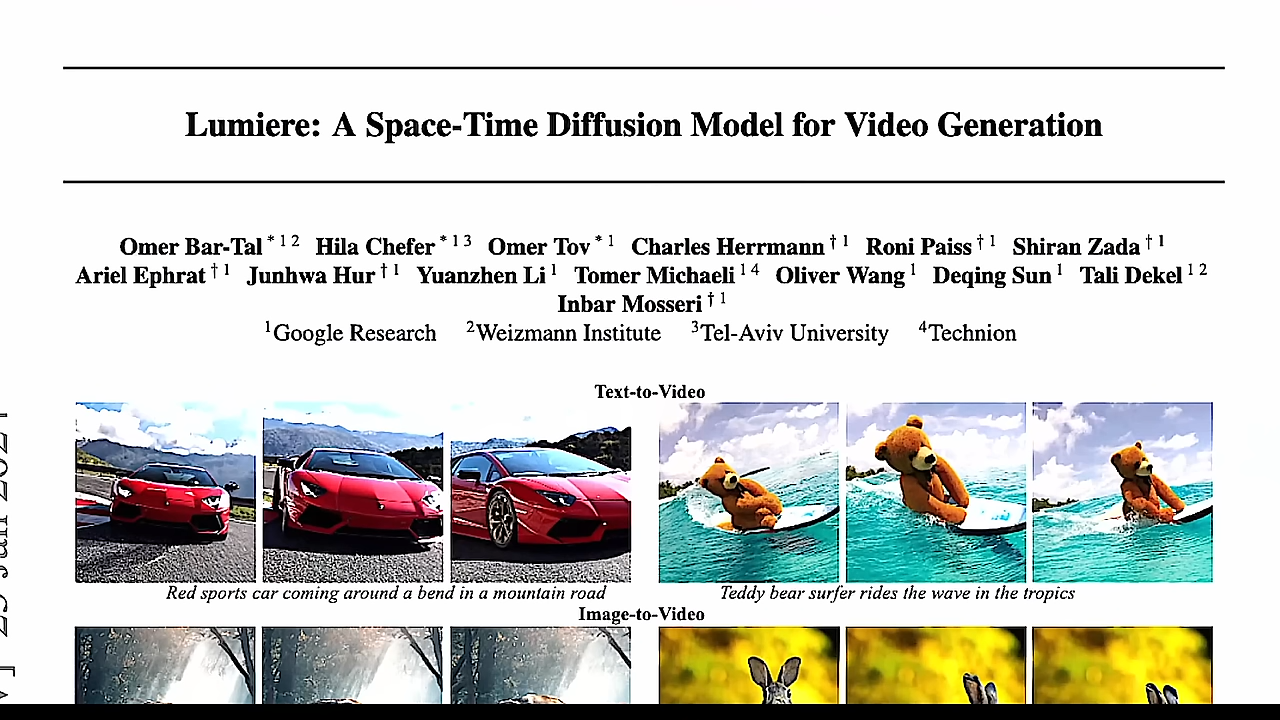 Lumiere: A Space-Time Diffusion Model for Video Generation
Omer Bar-Tal * 1 2 Hila Chefer * 1 3 Omer Tov * 1 Charles Herrmann † 1 Roni Paiss † 1 Shiran Zada † 1
Ariel Ephrat † 1 Junhwa Hur † 1 Yuanzhen Li 1 Tomer Michaeli 1 4 Oliver Wang 1 Deqing Sun 1 Tali Dekel 1 2
Inbar Mosseri † 1
1Google Research 2Weizmann Institute 3Tel-Aviv University 4Technion
Text-to-Video
Red sports car coming around a bend in a mountain road
Teddy bear surfer rides the wave in the tropics
Image-to-Video